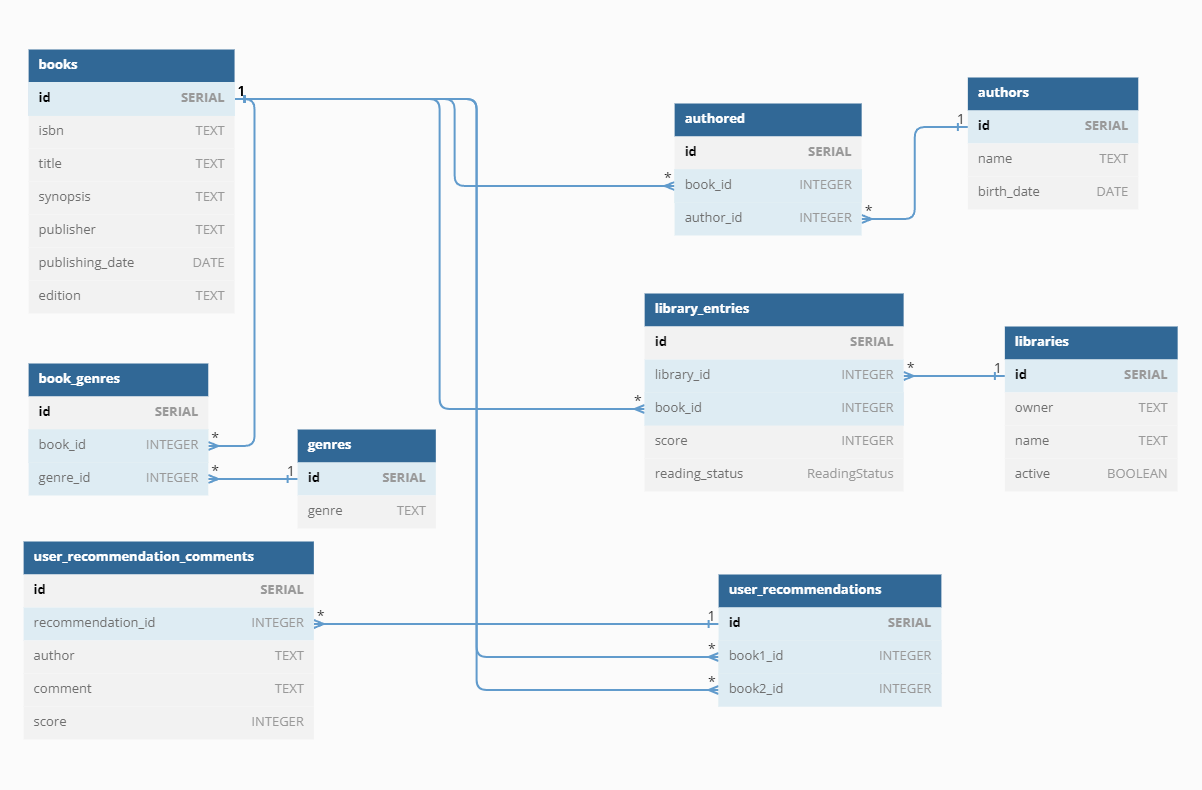 books
id SERIAL
isbn TEXT
title TEXT
synopsis TEXT
publisher TEXT
publishing_date DATE
edition TEXT
1
authored
id SERIAL
* book_id INTEGER
author_id INTEGER *
authors
1 id SERIAL
name TEXT
birth_date DATE
library_entries
id SERIAL
library_id INTEGER *
* book_id INTEGER
score INTEGER
reading_status ReadingStatus
libraries
1 id SERIAL
owner TEXT
name TEXT
active BOOLEAN
book_genres
id SERIAL
book_id INTEGER *
genre_id INTEGER *
genres
1 id SERIAL
genre TEXT
user_recommendation_comments
id SERIAL
recommendation_id INTEGER *
author TEXT
comment TEXT
score INTEGER
user_recommendations
1 id SERIAL
* book1_id INTEGER
* book2_id INTEGER